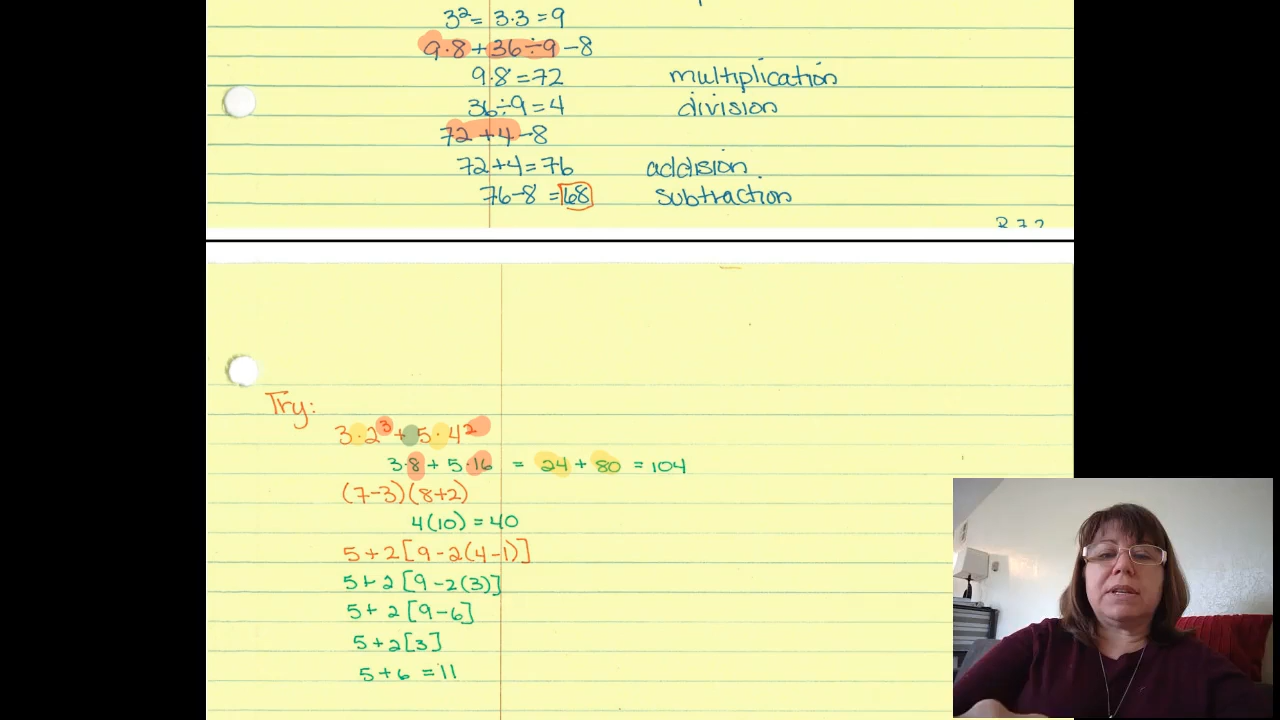 3² = 3·3 = 9
9·8 + 36 ÷ 9 – 8
9·8 = 72 multiplication
36 ÷ 9 = 4 division
72 + 4 – 8
72 + 4 = 76 addision
76 – 8 = 68 subtraction
Try:
3·2³ + 5·4²
3·8 + 5·16 = 24 + 80 = 104
(7–3)(8+2)
4(10) = 40
5 + 2[9 – 2(4–1)]
5 + 2[9 – 2(3)]
5 + 2[9 – 6]
5 + 2[3]
5 + 6 = 11